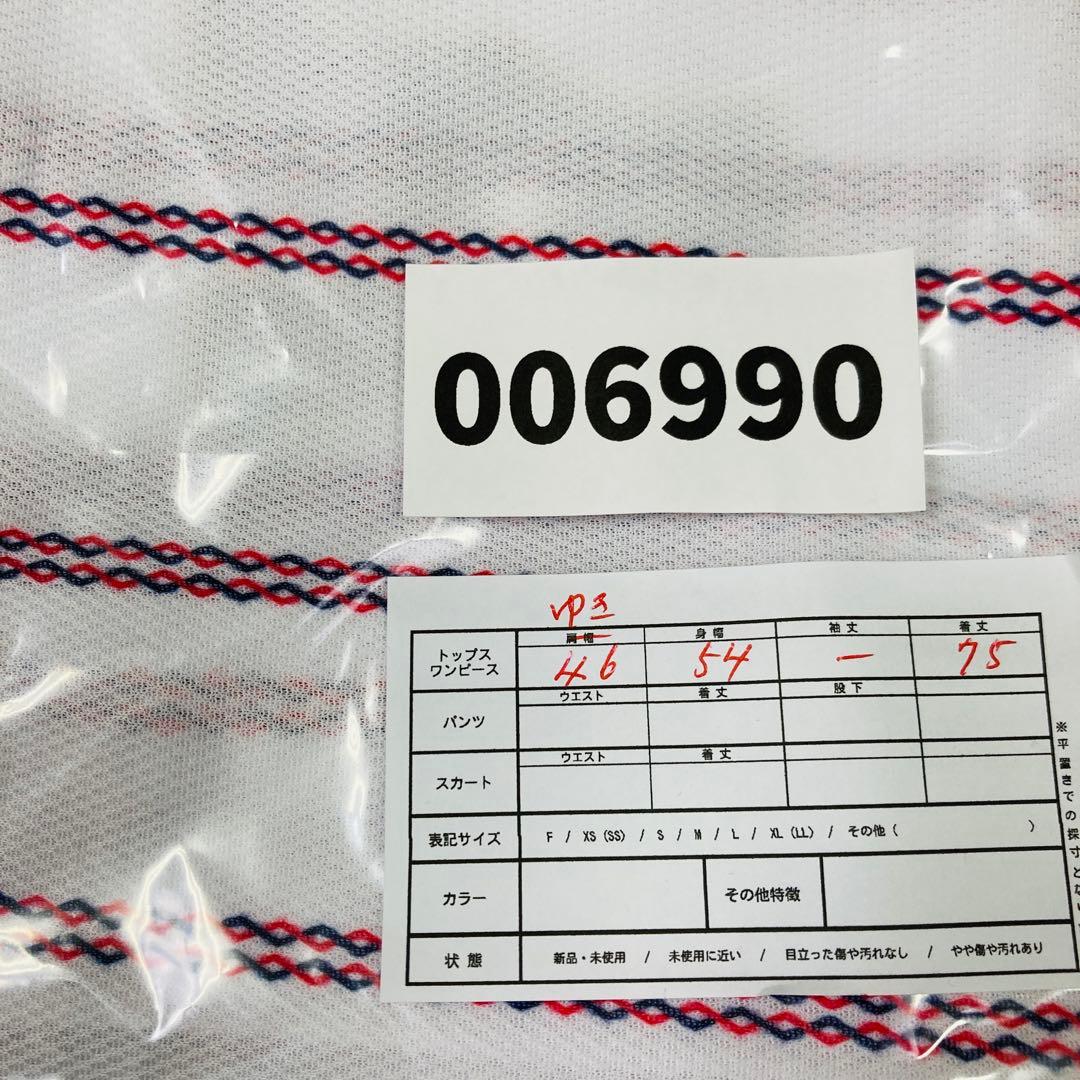 006990
ゆき
肩幅 身幅 袖丈 着丈
トップス
ワンピース
46 54 ー 75
ウエスト 着丈 股下
パンツ
ウエスト 着丈
スカート
表記サイズ F / XS (SS) / S / M / L / XL (LL) / その他 ( )
カラー その他特徴
状態 新品・未使用 / 未使用に近い / 目立った傷や汚れなし / やや傷や汚れあり
※平置きでの採寸とな